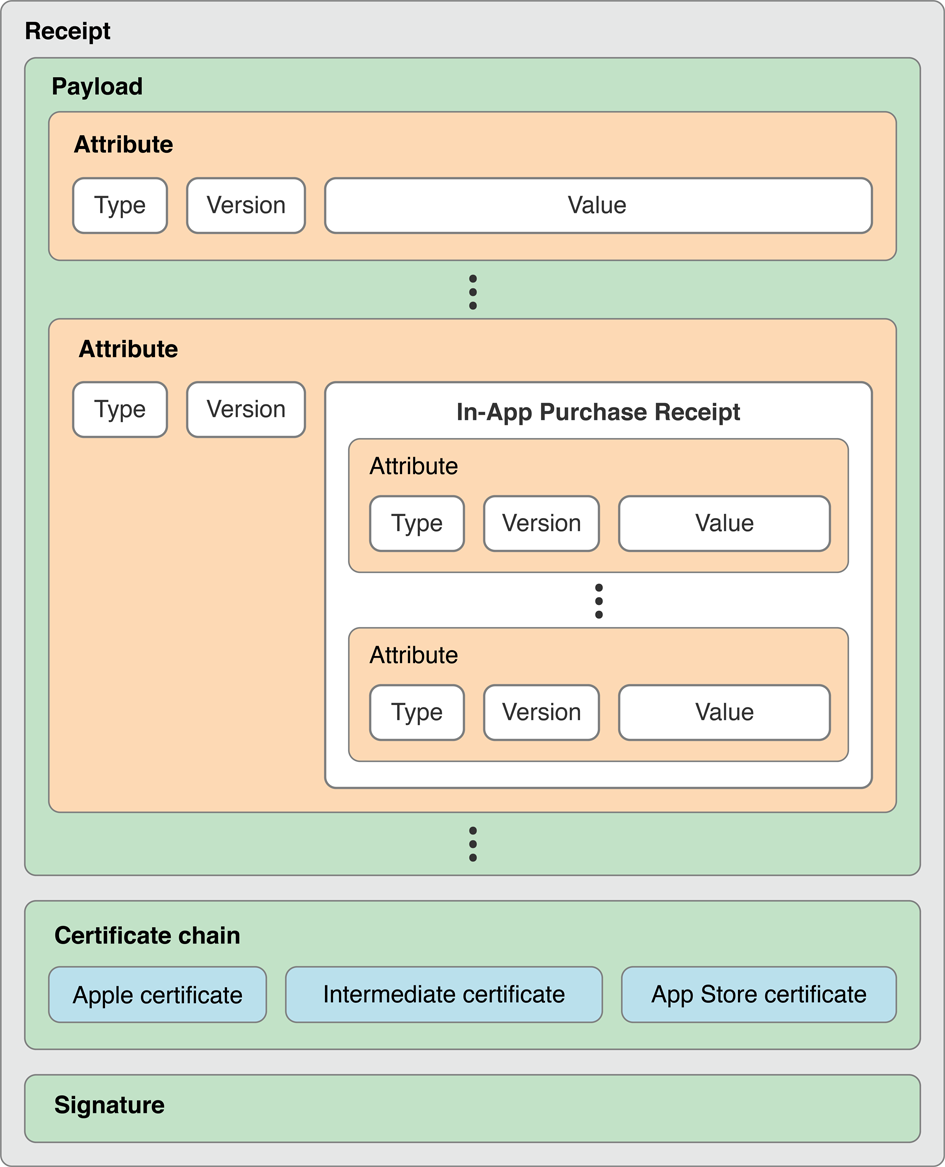 Receipt
Payload
Attribute
Type Version Value
Attribute
Type Version
In-App Purchase Receipt
Attribute
Type Version Value
Attribute
Type Version Value
Certificate chain
Apple certificate Intermediate certificate App Store certificate
Signature